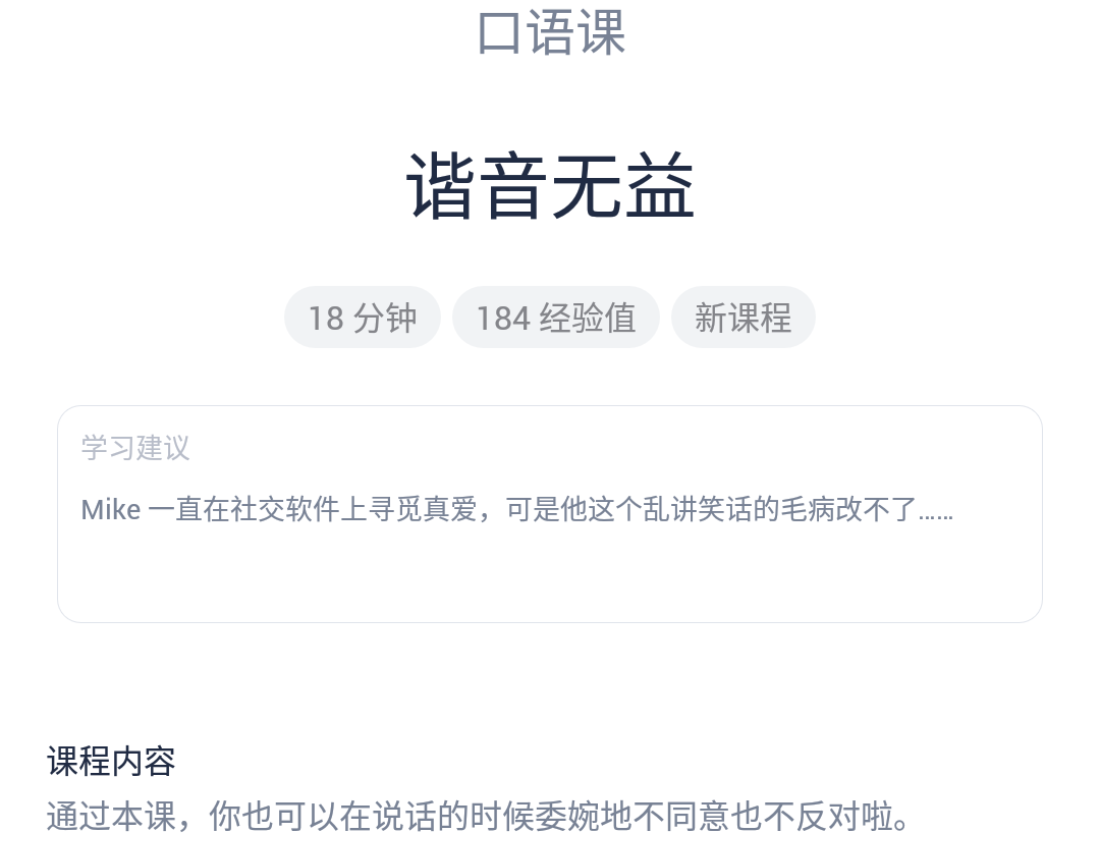 口语课
谐音无益
18 分钟
184 经验值
新课程
学习建议
Mike 一直在社交软件上寻觅真爱，可是他这个乱讲笑话的毛病改不了……
课程内容
通过本课，你也可以在说话的时候委婉地不同意也不反对啦。